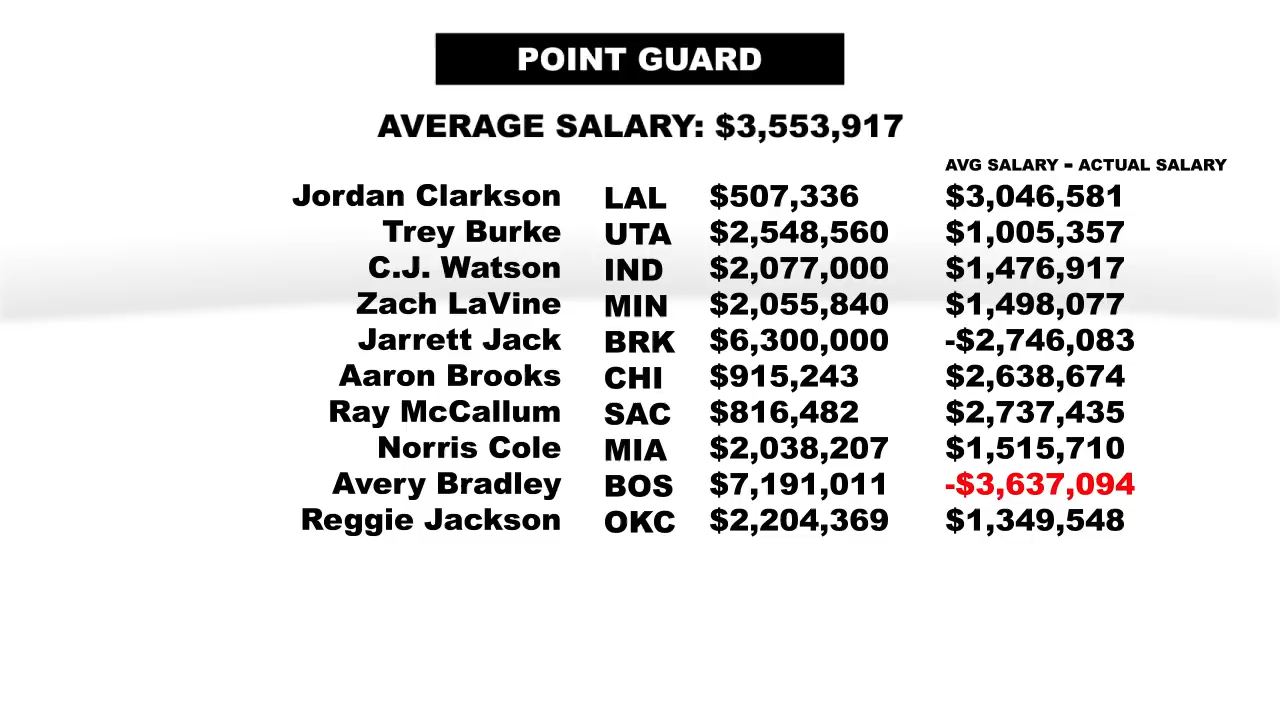 POINT GUARD
AVERAGE SALARY: $3,553,917
AVG SALARY - ACTUAL SALARY
Jordan Clarkson LAL $507,336 $3,046,581
Trey Burke UTA $2,548,560 $1,005,357
C.J. Watson IND $2,077,000 $1,476,917
Zach LaVine MIN $2,055,840 $1,498,077
Jarrett Jack BRK $6,300,000 -$2,746,083
Aaron Brooks CHI $915,243 $2,638,674
Ray McCallum SAC $816,482 $2,737,435
Norris Cole MIA $2,038,207 $1,515,710
Avery Bradley BOS $7,191,011 -$3,637,094
Reggie Jackson OKC $2,204,369 $1,349,548